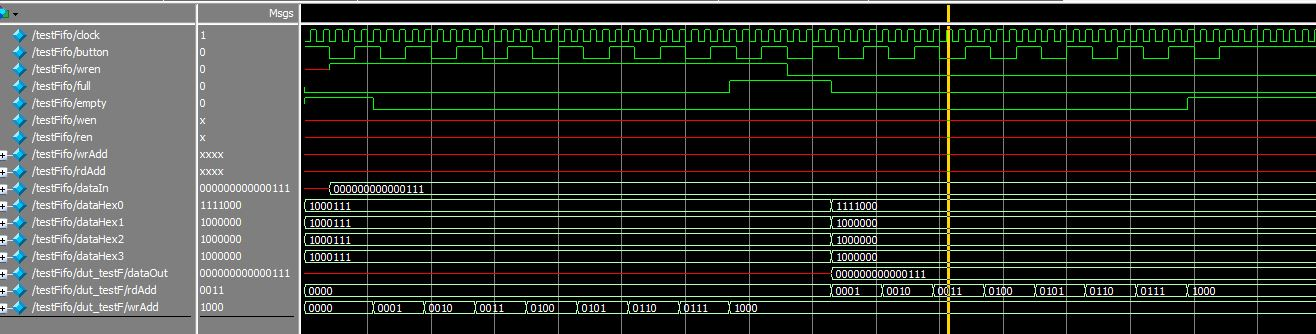 Msgs
/testFifo/clock 1
/testFifo/button 0
/testFifo/wren 0
/testFifo/full 0
/testFifo/empty 0
/testFifo/wen x
/testFifo/ren x
/testFifo/wrAdd xxxx
/testFifo/rdAdd xxxx
/testFifo/dataIn 000000000000111 000000000000111
/testFifo/dataHex0 1111000 1000111 1111000
/testFifo/dataHex1 1000000 1000111 1000000
/testFifo/dataHex2 1000000 1000111 1000000
/testFifo/dataHex3 1000000 1000111 1000000
/testFifo/dut_testF/dataOut 000000000000111 000000000000111
/testFifo/dut_testF/rdAdd 0011 0000 0001 0010 0011 0100 0101 0110 0111 1000
/testFifo/dut_testF/wrAdd 1000 0000 0001 0010 0011 0100 0101 0110 0111 1000